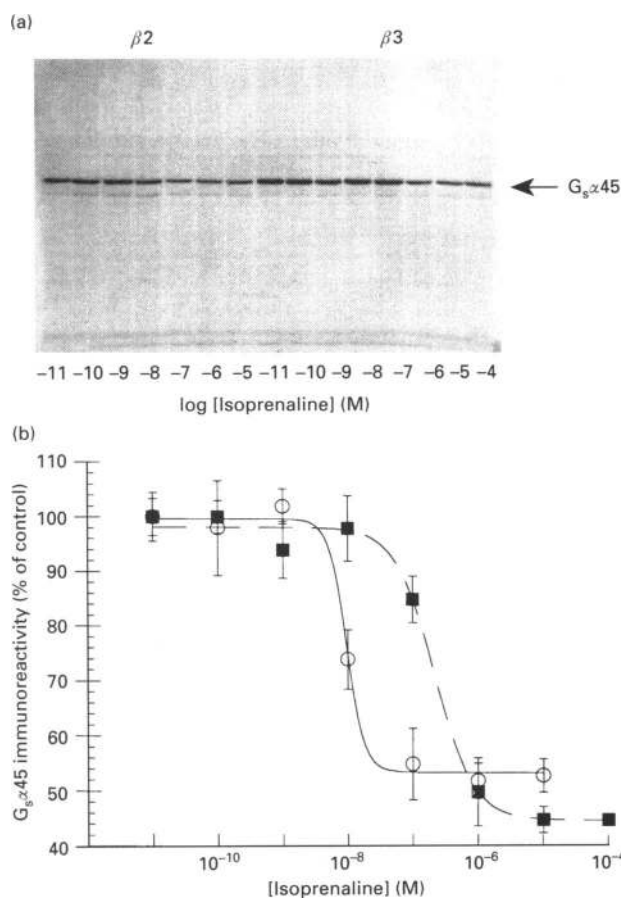 (a)
β2 β3
Gsα45
–11 –10 –9 –8 –7 –6 –5 –11 –10 –9 –8 –7 –6 –5 –4
log [Isoprenaline] (M)
(b)
110
100
90
80
70
60
50
40
Gsα45 immunoreactivity (% of control)
10⁻¹⁰ 10⁻⁸ 10⁻⁶ 10⁻⁴
[Isoprenaline] (M)